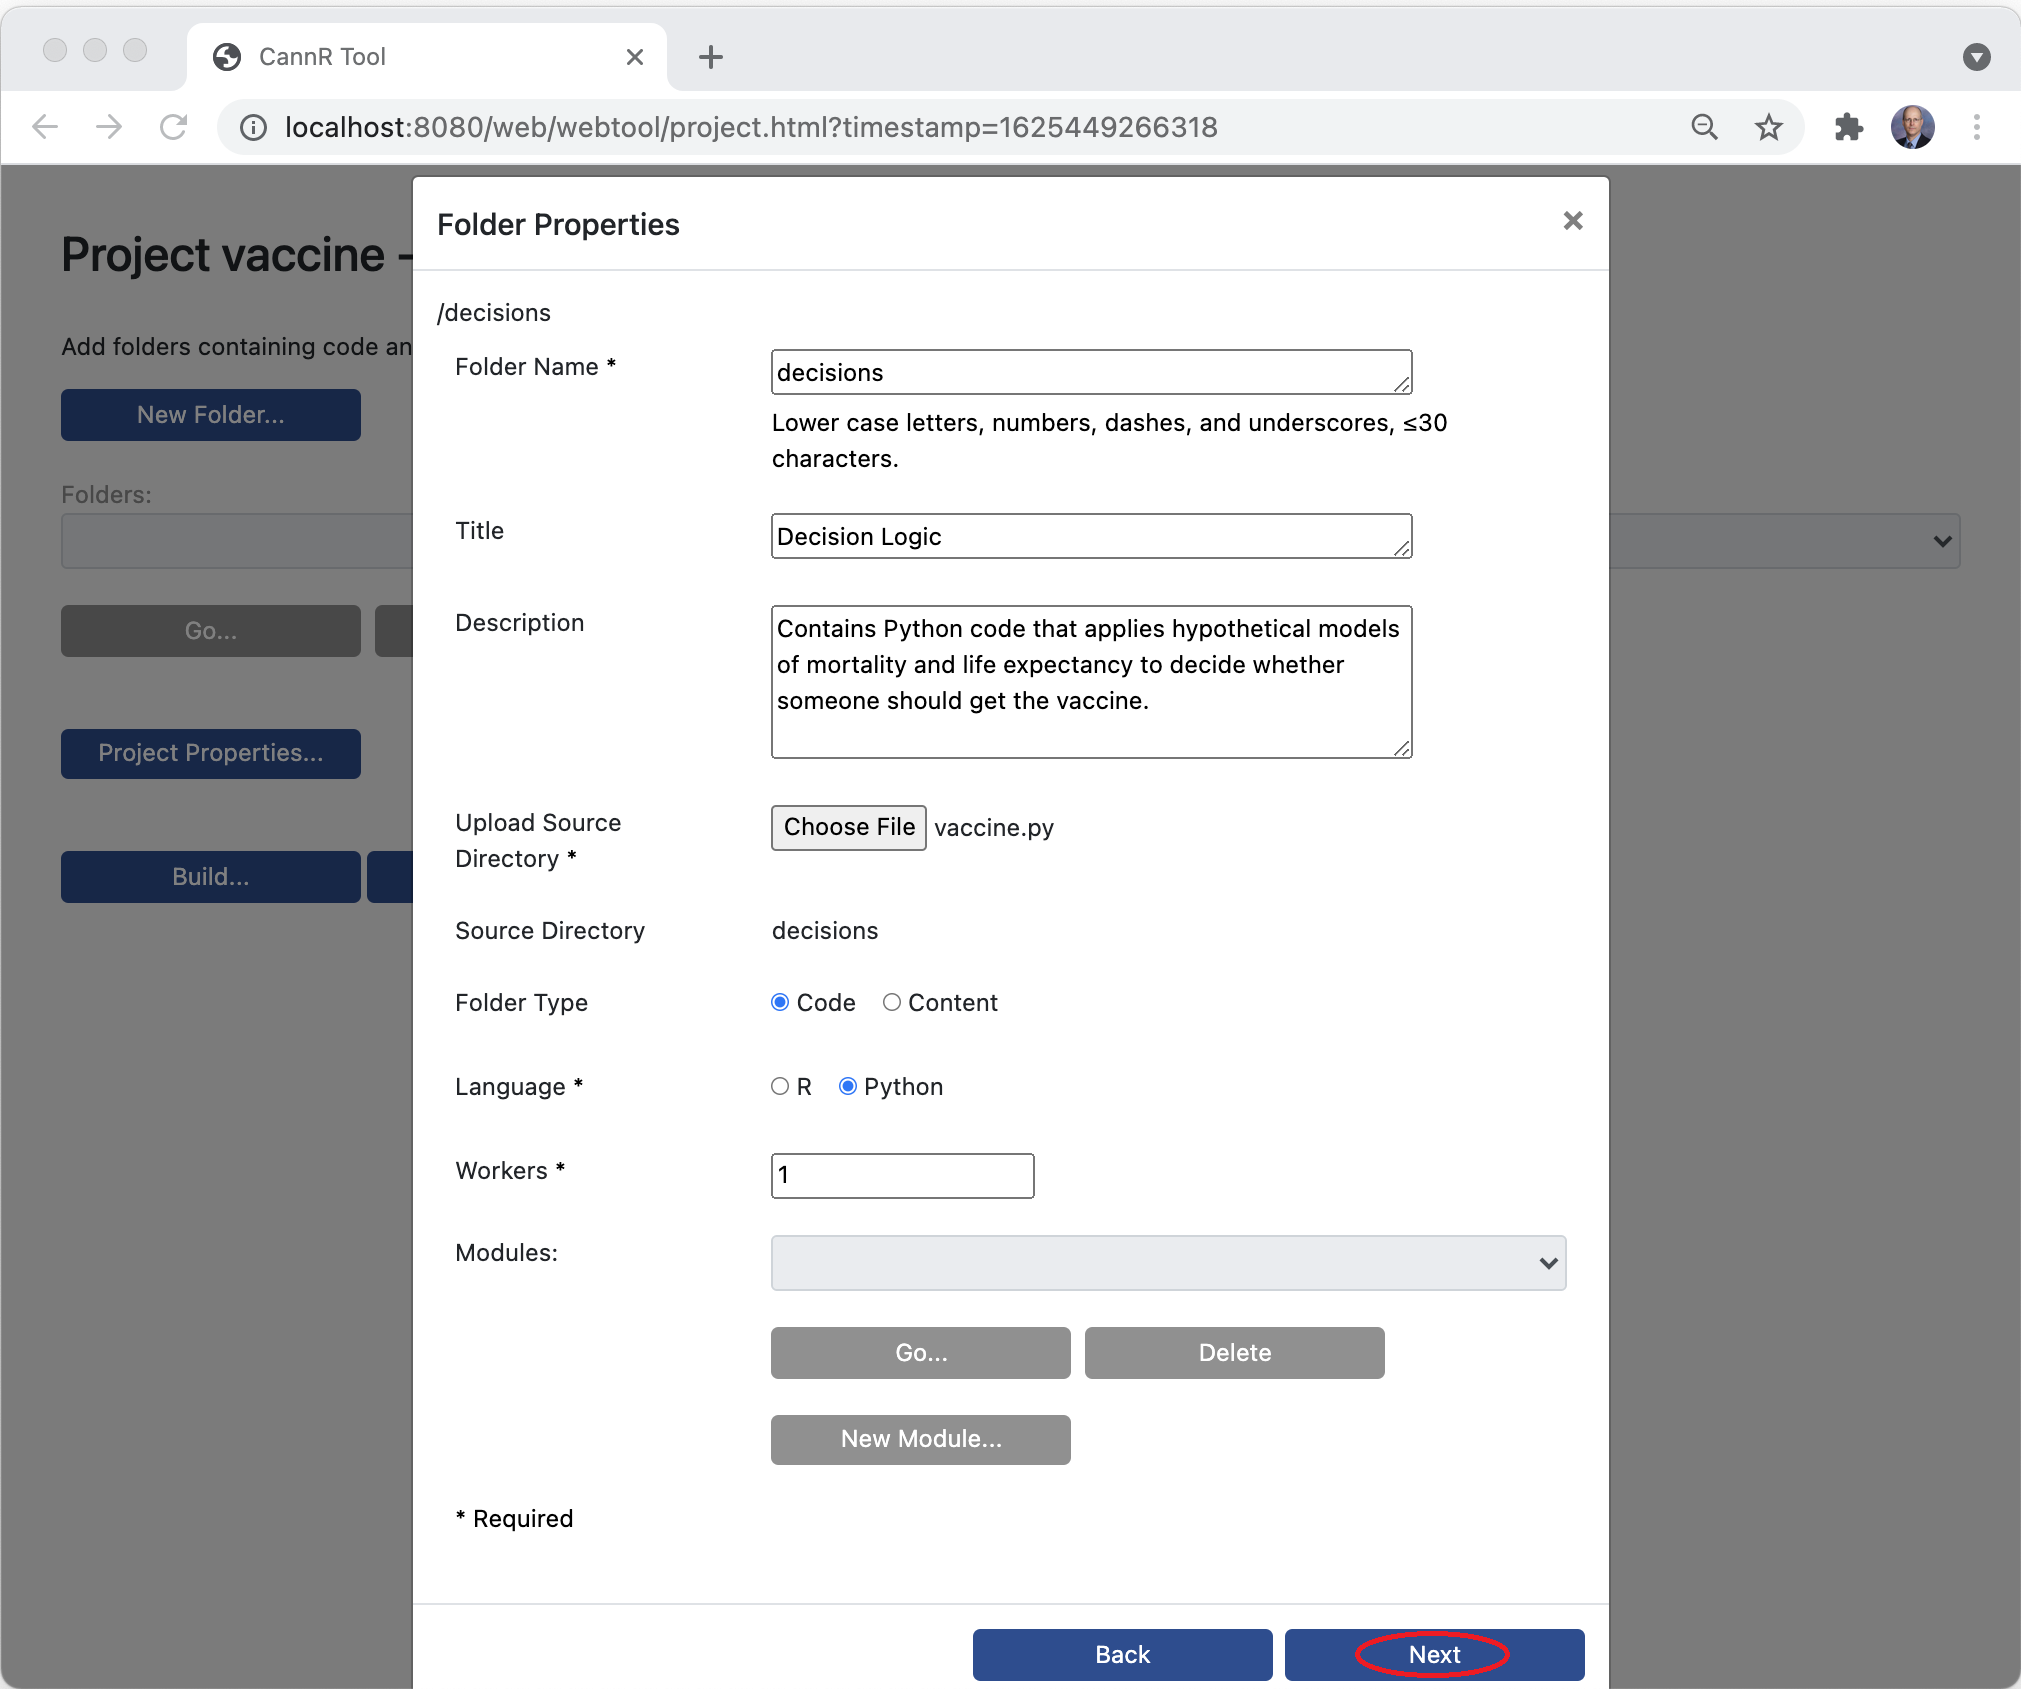 CannR Tool
localhost:8080/web/webtool/project.html?timestamp=1625449266318
Project vaccine -
Add folders containing code an
New Folder...
Folders:
Go...
Project Properties...
Build...
Folder Properties
/decisions
Folder Name *
decisions
Lower case letters, numbers, dashes, and underscores, ≤30
characters.
Title
Decision Logic
Description
Contains Python code that applies hypothetical models
of mortality and life expectancy to decide whether
someone should get the vaccine.
Upload Source
Directory *
Choose File vaccine.py
Source Directory
decisions
Folder Type
Code Content
Language *
R Python
Workers *
1
Modules:
Go...
Delete
New Module...
* Required
Back
Next